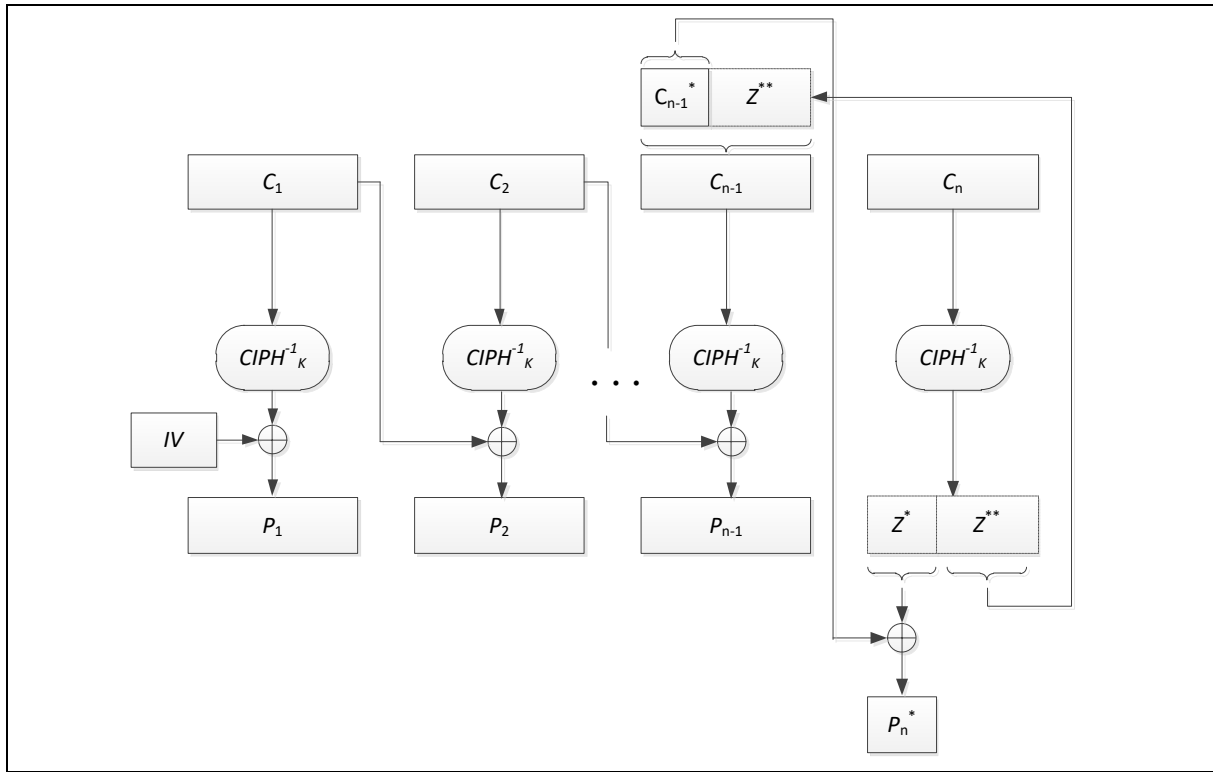 C_{n-1}^* Z^{**}
C_1 C_2 C_{n-1} C_n
CIPH^{-1}_K CIPH^{-1}_K ... CIPH^{-1}_K CIPH^{-1}_K
IV
P_1 P_2 P_{n-1} Z^* Z^{**}
P_n^*